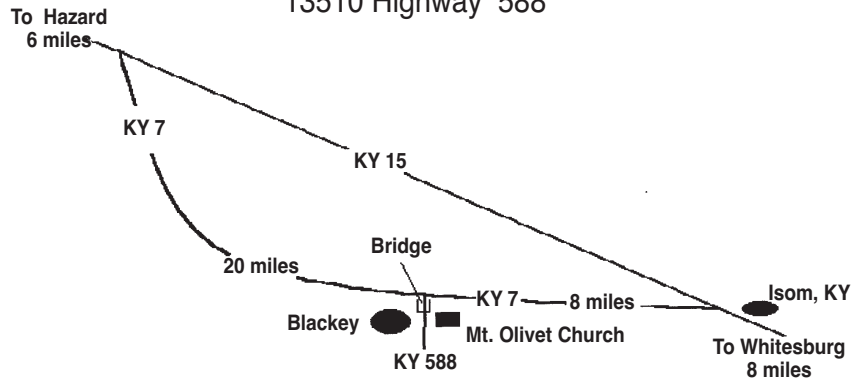 13510 Highway 588
To Hazard
6 miles
KY 7
KY 15
Bridge
20 miles
KY 7
8 miles
Isom, KY
Blackey
Mt. Olivet Church
KY 588
To Whitesburg
8 miles